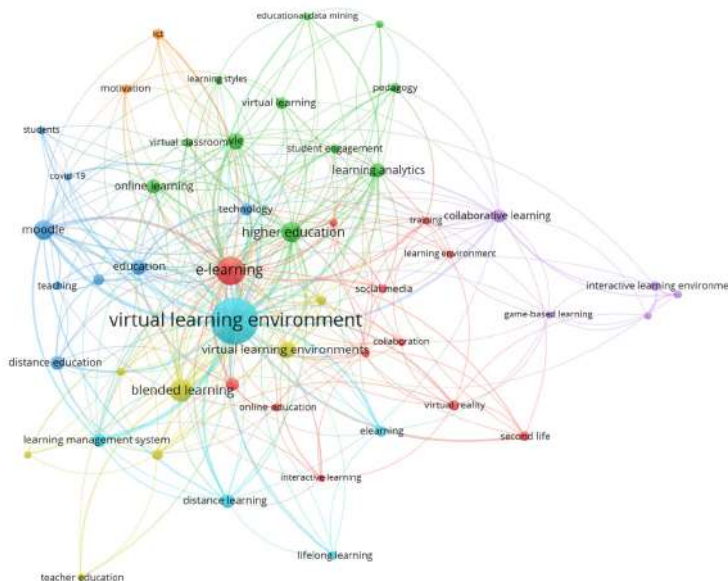 educational data mining
ict
learning styles
pedagogy
motivation
virtual learning
students
virtual classroom
vle
student engagement
learning analytics
covid-19
online learning
technology
collaborative learning
training
moodle
higher education
education
e-learning
learning environment
teaching
social media
interactive learning environme
game-based learning
virtual learning environment
collaboration
distance education
virtual learning environments
blended learning
online education
virtual reality
elearning
second life
learning management system
interactive learning
distance learning
lifelong learning
teacher education